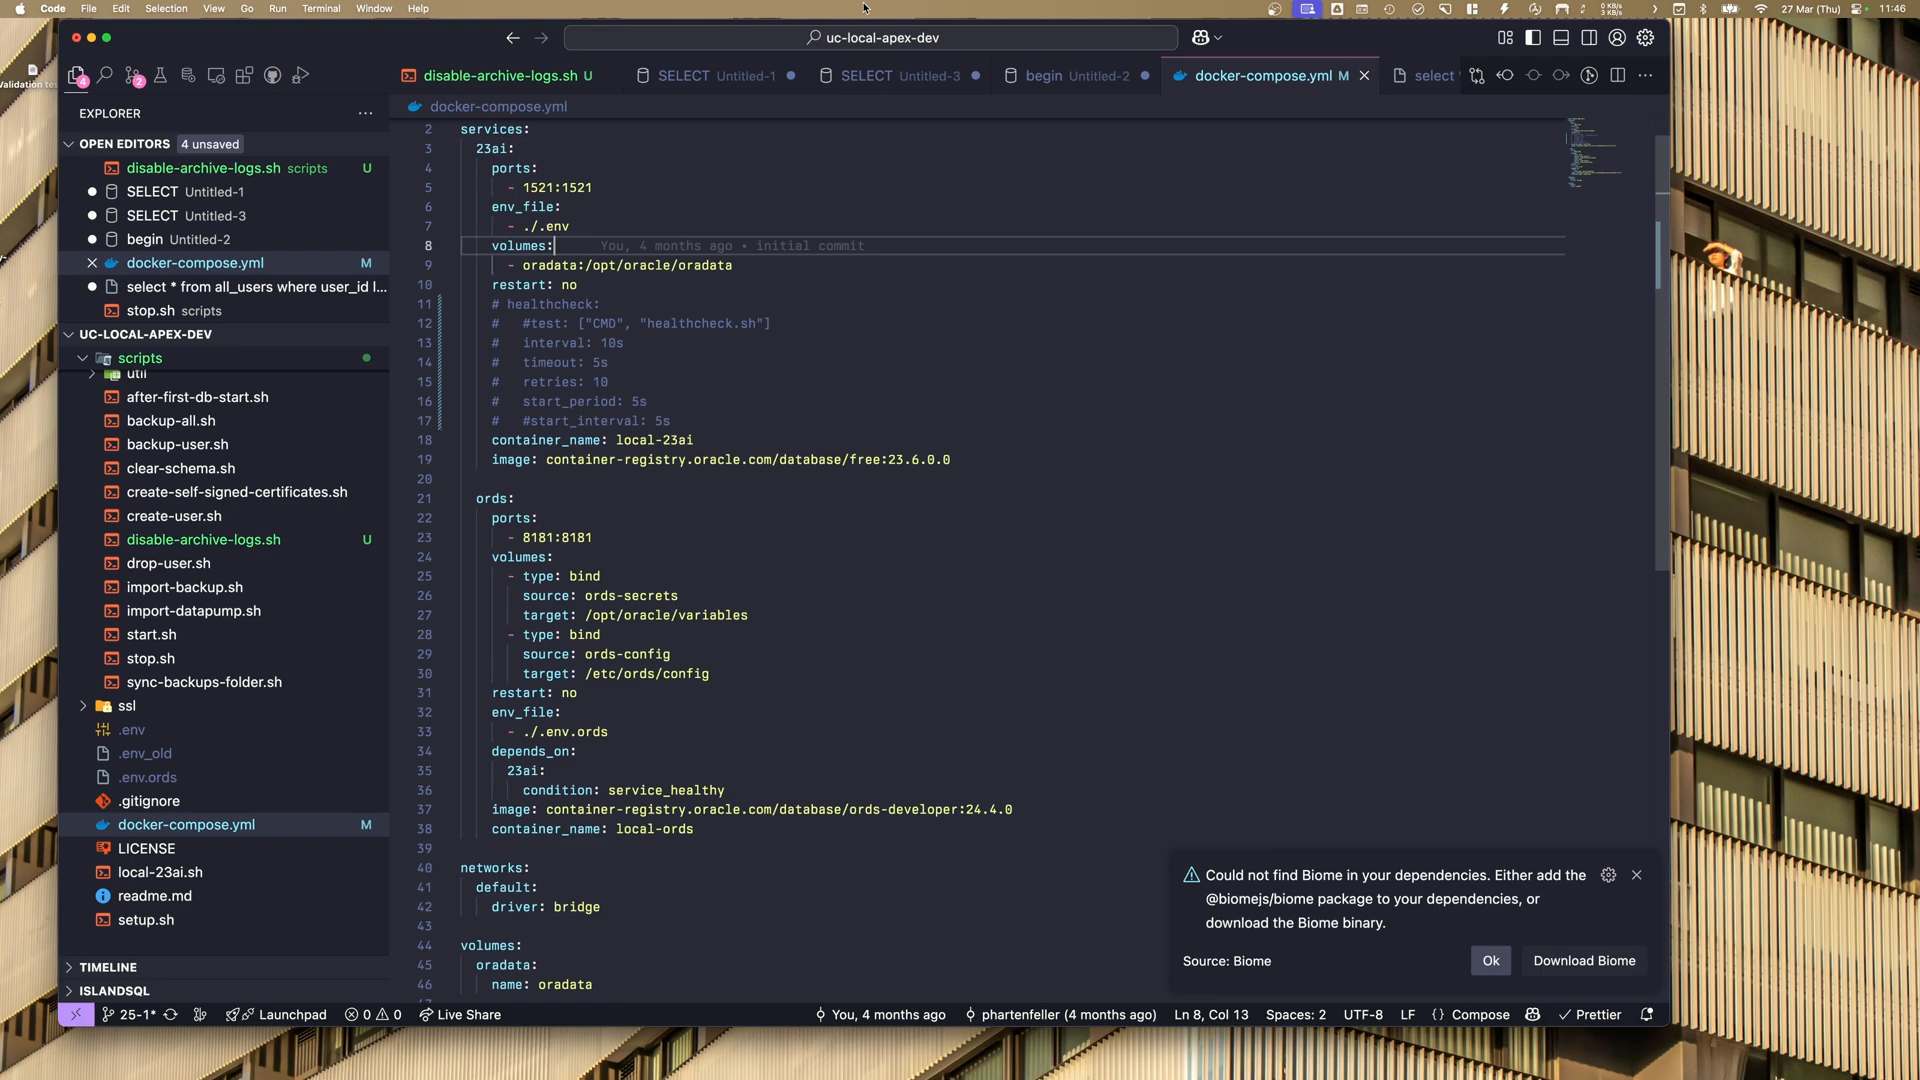 Code File Edit Selection View Go Run Terminal Window Help
0 KB/s
3 KB/s
27 Mar (Thu) 11:46
uc-local-apex-dev
4
2
disable-archive-logs.sh U
SELECT Untitled-1
SELECT Untitled-3
begin Untitled-2
docker-compose.yml M
select
EXPLORER
docker-compose.yml
OPEN EDITORS 4 unsaved
disable-archive-logs.sh scripts U
SELECT Untitled-1
SELECT Untitled-3
begin Untitled-2
docker-compose.yml M
select * from all_users where user_id l...
stop.sh scripts
UC-LOCAL-APEX-DEV
scripts
util
after-first-db-start.sh
backup-all.sh
backup-user.sh
clear-schema.sh
create-self-signed-certificates.sh
create-user.sh
disable-archive-logs.sh U
drop-user.sh
import-backup.sh
import-datapump.sh
start.sh
stop.sh
sync-backups-folder.sh
ssl
.env
.env_old
.env.ords
.gitignore
docker-compose.yml M
LICENSE
local-23ai.sh
readme.md
setup.sh
TIMELINE
ISLANDSQL
2 services:
3 23ai:
4 ports:
5 - 1521:1521
6 env_file:
7 - ./.env
8 volumes: You, 4 months ago • initial commit
9 - oradata:/opt/oracle/oradata
10 restart: no
11 # healthcheck:
12 # #test: ["CMD", "healthcheck.sh"]
13 # interval: 10s
14 # timeout: 5s
15 # retries: 10
16 # start_period: 5s
17 # #start_interval: 5s
18 container_name: local-23ai
19 image: container-registry.oracle.com/database/free:23.6.0.0
20
21 ords:
22 ports:
23 - 8181:8181
24 volumes:
25 - type: bind
26 source: ords-secrets
27 target: /opt/oracle/variables
28 - type: bind
29 source: ords-config
30 target: /etc/ords/config
31 restart: no
32 env_file:
33 - ./.env.ords
34 depends_on:
35 23ai:
36 condition: service_healthy
37 image: container-registry.oracle.com/database/ords-developer:24.4.0
38 container_name: local-ords
39
40 networks:
41 default:
42 driver: bridge
43
44 volumes:
45 oradata:
46 name: oradata
Could not find Biome in your dependencies. Either add the
@biomejs/biome package to your dependencies, or
download the Biome binary.
Source: Biome
Ok
Download Biome
25-1* Launchpad 0 0 Live Share You, 4 months ago phartenfeller (4 months ago) Ln 8, Col 13 Spaces: 2 UTF-8 LF {} Compose Prettier